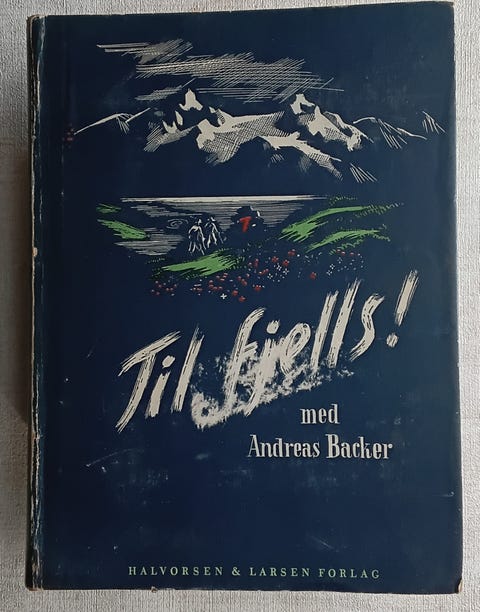 Til fjells!
med
Andreas Backer
HALVORSEN & LARSEN FORLAG